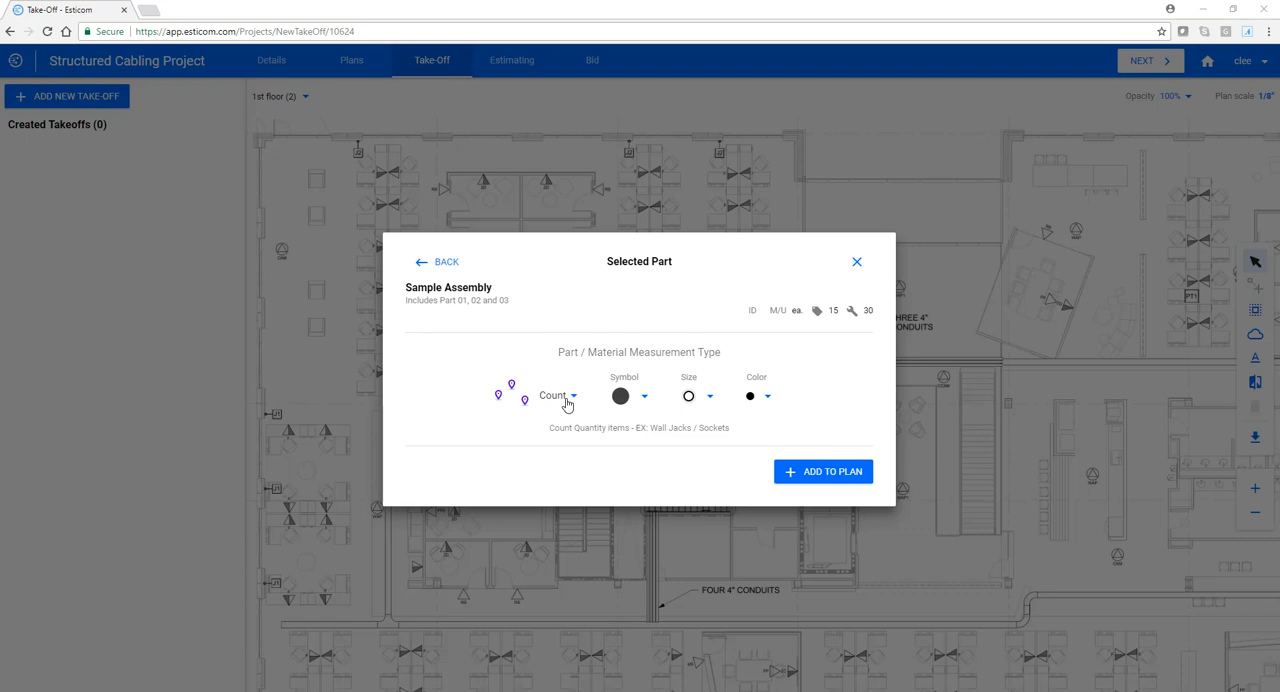 Take-Off - Esticom
Secure https://app.esticom.com/Projects/NewTakeOff/10624
Structured Cabling Project Details Plans Take-Off Estimating Bid NEXT clee
ADD NEW TAKE-OFF 1st floor (2) Opacity 100% Plan scale 1/8"
Created Takeoffs (0)
BACK Selected Part
Sample Assembly
Includes Part 01, 02 and 03
ID M/U ea. 15 30
Part / Material Measurement Type
Symbol Size Color
Count
Count Quantity items - EX: Wall Jacks / Sockets
ADD TO PLAN
THREE 4"
CONDUITS
PT1
J1
J1
J1
FOUR 4" CONDUITS